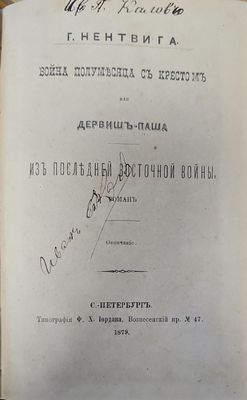 Г. НЕНТВИГА.
ВОЙНА ПОЛУМѢСЯЦА СЪ КРЕСТОМЪ
ИЛИ
ДЕРВИШЪ-ПАША
ИЗЪ ПОСЛѢДНЕЙ ВОСТОЧНОЙ ВОЙНЫ.
РОМАНЪ
Окончаніе.
Иванъ
С.-ПЕТЕРБУРГЪ.
Типографія Ф. Х. Іордана, Вознесенскій пр. № 47.
1879.